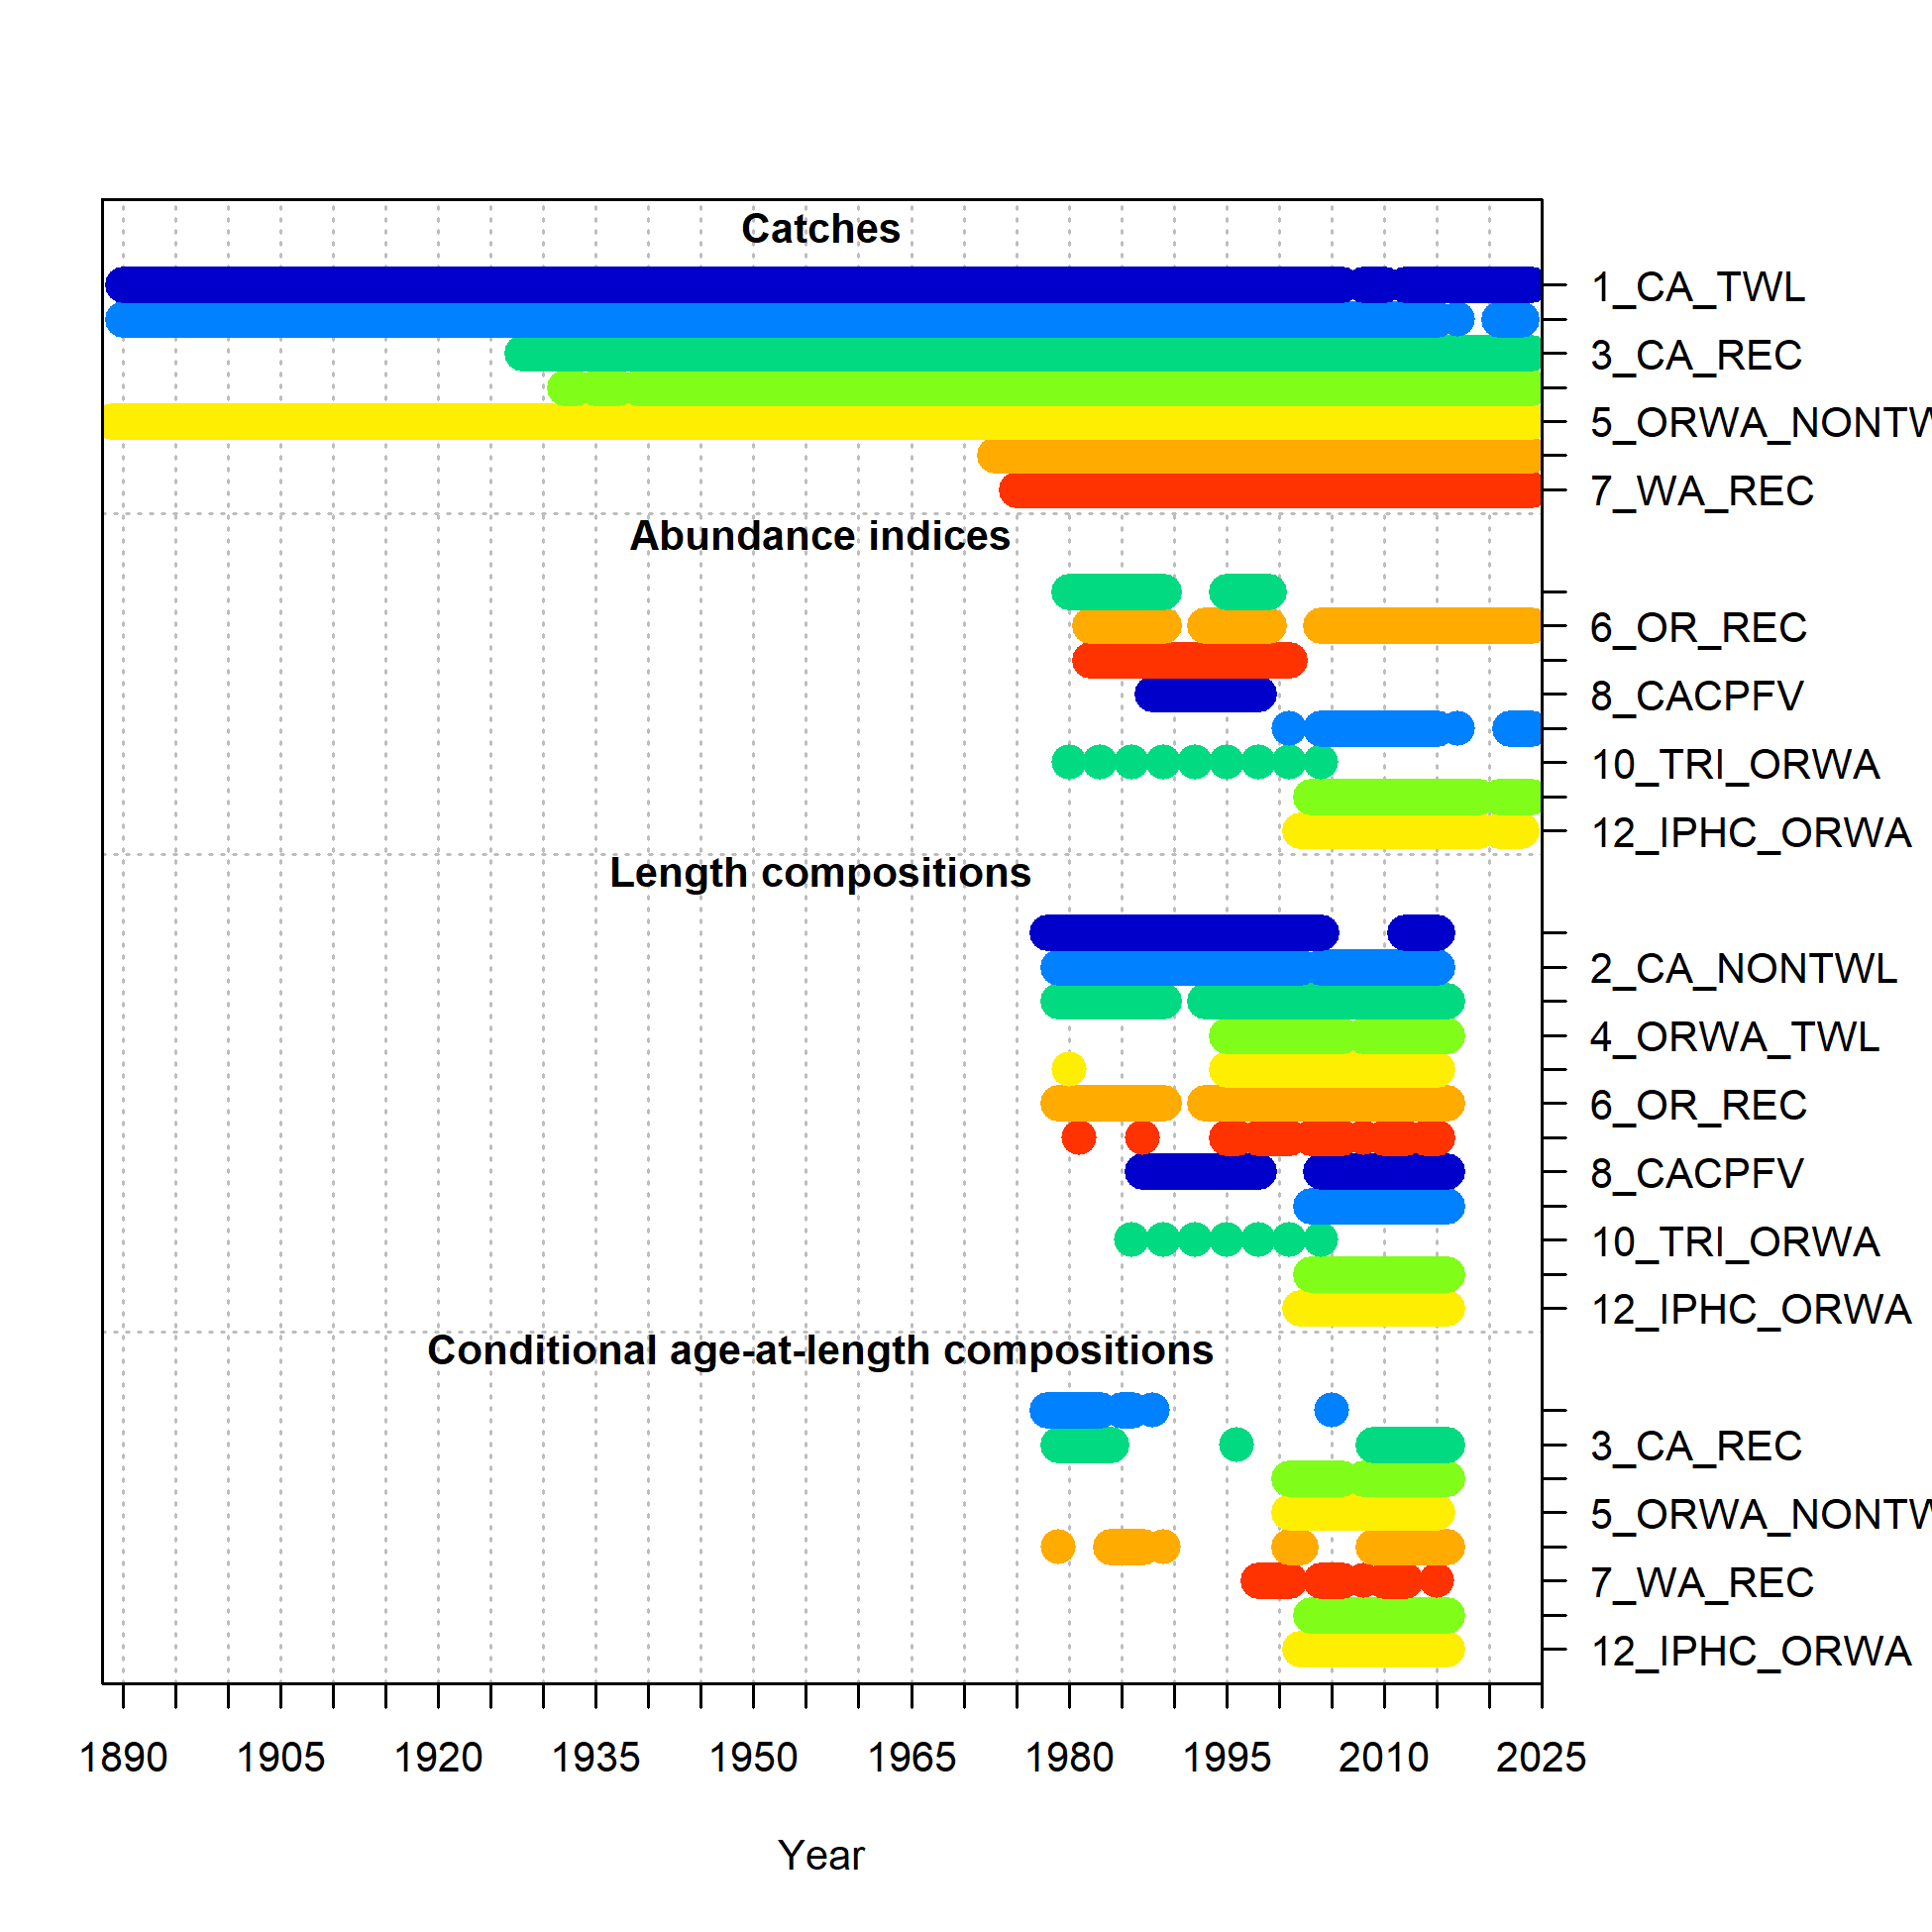 Catches
1_CA_TWL
3_CA_REC
5_ORWA_NONTW
7_WA_REC
Abundance indices
6_OR_REC
8_CACPFV
10_TRI_ORWA
12_IPHC_ORWA
Length compositions
2_CA_NONTWL
4_ORWA_TWL
6_OR_REC
8_CACPFV
10_TRI_ORWA
12_IPHC_ORWA
Conditional age-at-length compositions
3_CA_REC
5_ORWA_NONTW
7_WA_REC
12_IPHC_ORWA
1890 1905 1920 1935 1950 1965 1980 1995 2010 2025
Year